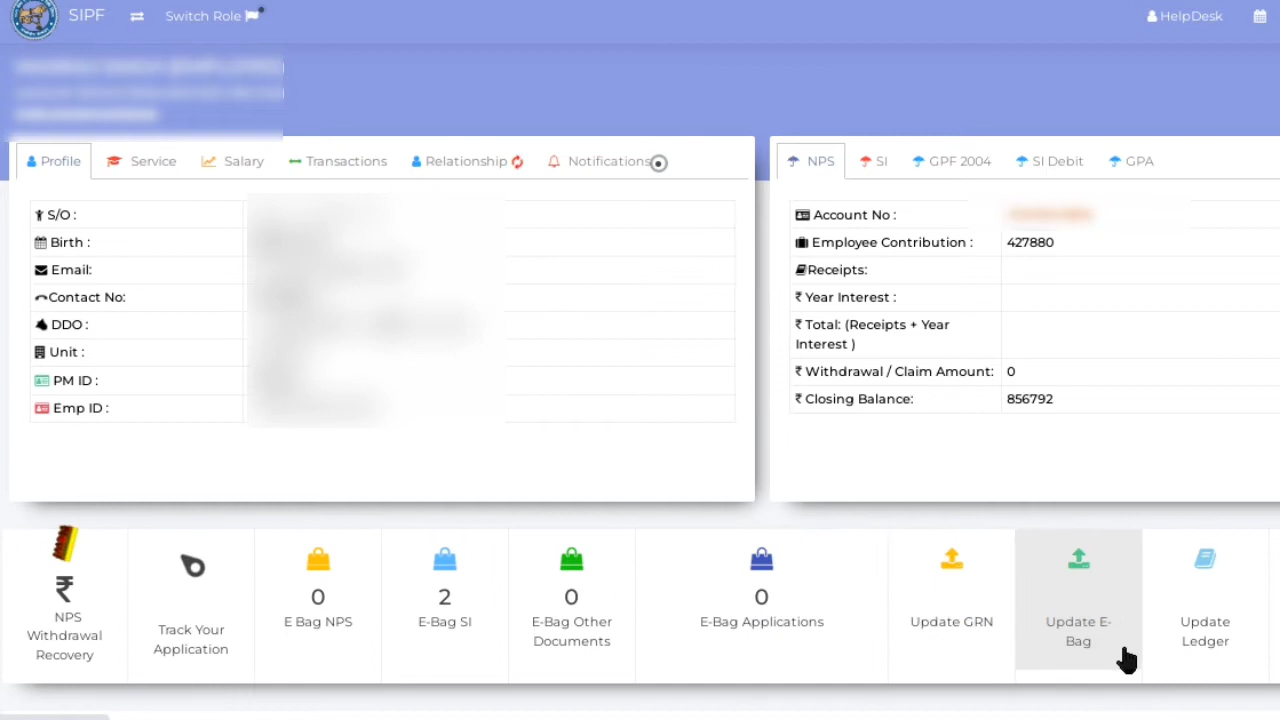 SIPF
Switch Role
HelpDesk
Profile
Service
Salary
Transactions
Relationship
Notifications
S/O :
Birth :
Email:
Contact No:
DDO :
Unit :
PM ID :
Emp ID :
NPS
SI
GPF 2004
SI Debit
GPA
Account No :
Employee Contribution : 427880
Receipts:
₹ Year Interest :
₹ Total: (Receipts + Year
Interest )
₹ Withdrawal / Claim Amount: 0
₹ Closing Balance: 856792
₹
NPS
Withdrawal
Recovery
Track Your
Application
0
E Bag NPS
2
E-Bag SI
0
E-Bag Other
Documents
0
E-Bag Applications
Update GRN
Update E-
Bag
Update
Ledger